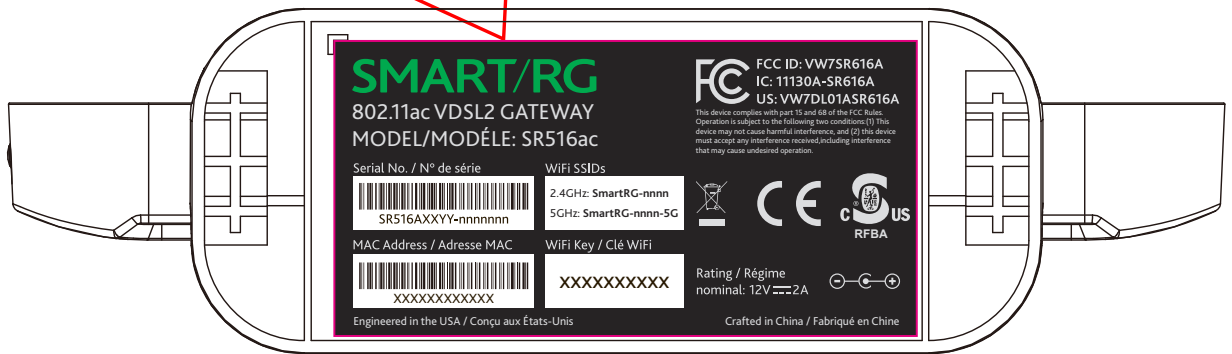 SMART/RG
802.11ac VDSL2 GATEWAY
MODEL/MODÉLE: SR516ac
Serial No. / Nº de série
SR516AXXYY-nnnnnnn
WiFi SSIDs
2.4GHz: SmartRG-nnnn
5GHz: SmartRG-nnnn-5G
MAC Address / Adresse MAC
XXXXXXXXXXXX
WiFi Key / Clé WiFi
XXXXXXXXXX
Engineered in the USA / Conçu aux États-Unis
FC
FCC ID: VW7SR616A
IC: 11130A-SR616A
US: VW7DL01ASR616A
This device complies with part 15 and 68 of the FCC Rules.
Operation is subject to the following two conditions:(1) This
device may not cause harmful interference, and (2) this device
must accept any interference received,including interference
that may cause undesired operation.
CE
C S ® US
RFBA
Rating / Régime
nominal: 12V 2A
Crafted in China / Fabriqué en Chine